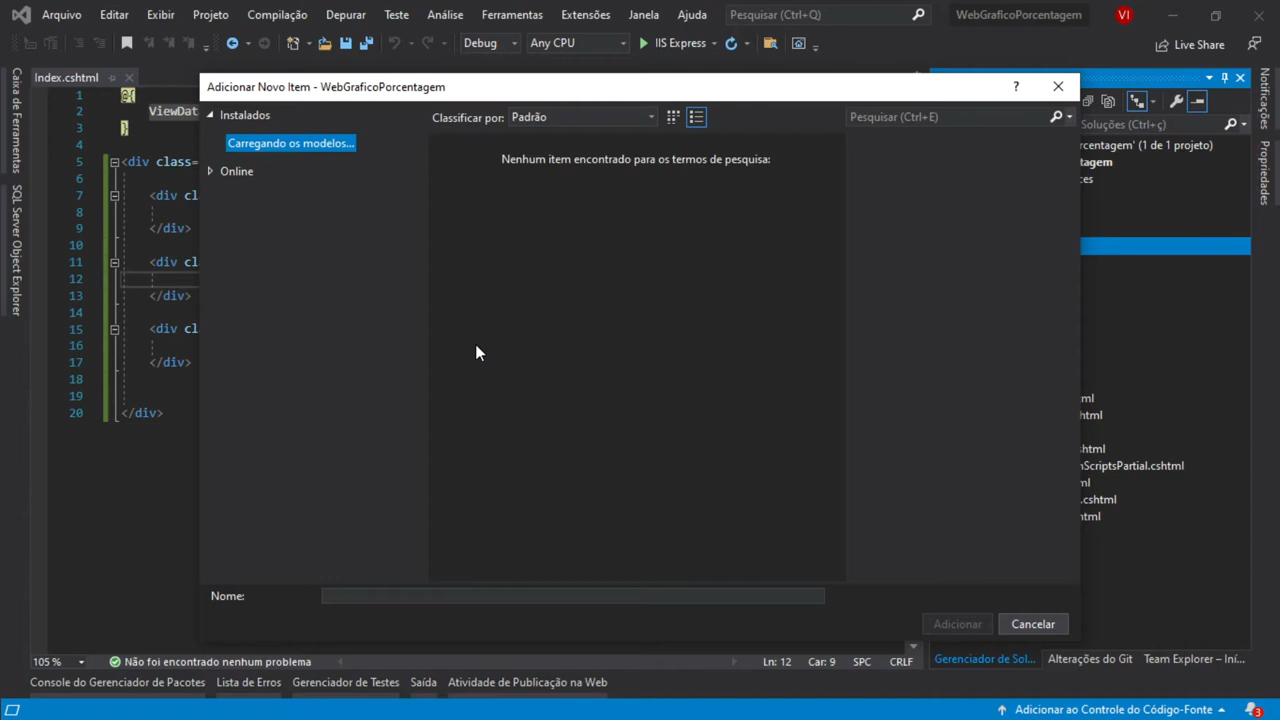 Arquivo Editar Exibir Projeto Compilação Depurar Teste Análise Ferramentas Extensões Janela Ajuda Pesquisar (Ctrl+Q) WebGraficoPorcentagem VI
Debug Any CPU IIS Express Live Share
Caixa de Ferramentas
SQL Server Object Explorer
Index.cshtml
1 @{
2 ViewDat
3 }
4
5 <div class=
6
7 <div cl
8
9 </div>
10
11 <div cl
12
13 </div>
14
15 <div cl
16
17 </div>
18
19
20 </div>
Adicionar Novo Item - WebGraficoPorcentagem ?
Instalados
Carregando os modelos...
Online
Classificar por: Padrão
Pesquisar (Ctrl+E)
Nenhum item encontrado para os termos de pesquisa:
Nome:
Adicionar Cancelar
Soluções (Ctrl+ç)
orcentagem' (1 de 1 projeto)
tagem
ces
ml
html
html
nScriptsPartial.cshtml
ml
.cshtml
html
Notificações
Propriedades
105 % Não foi encontrado nenhum problema Ln: 12 Car: 9 SPC CRLF
Gerenciador de Sol... Alterações do Git Team Explorer – Iní...
Console do Gerenciador de Pacotes Lista de Erros Gerenciador de Testes Saída Atividade de Publicação na Web
Adicionar ao Controle do Código-Fonte 3